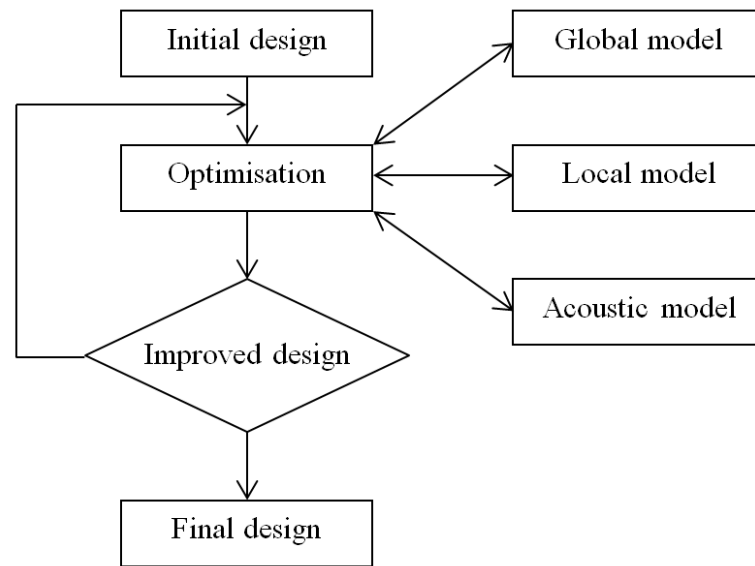 Initial design
Global model
Optimisation
Local model
Acoustic model
Improved design
Final design